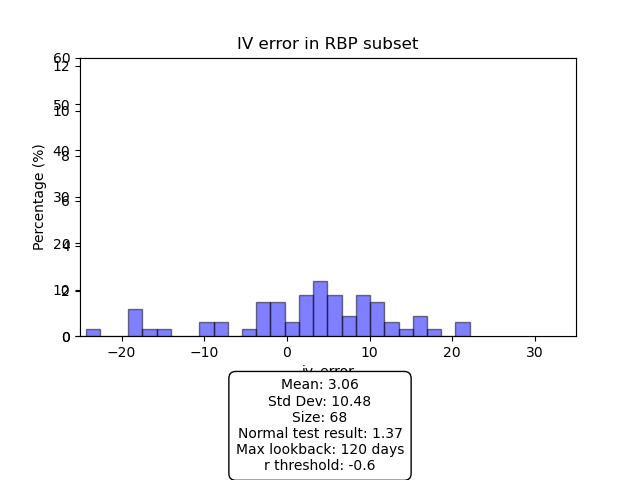 IV error in RBP subset
60
12
50
10
40
8
30
6
20
4
10
2
0
0
Percentage (%)
−20
−10
0
10
20
30
iv_error
Mean: 3.06
Std Dev: 10.48
Size: 68
Normal test result: 1.37
Max lookback: 120 days
r threshold: -0.6